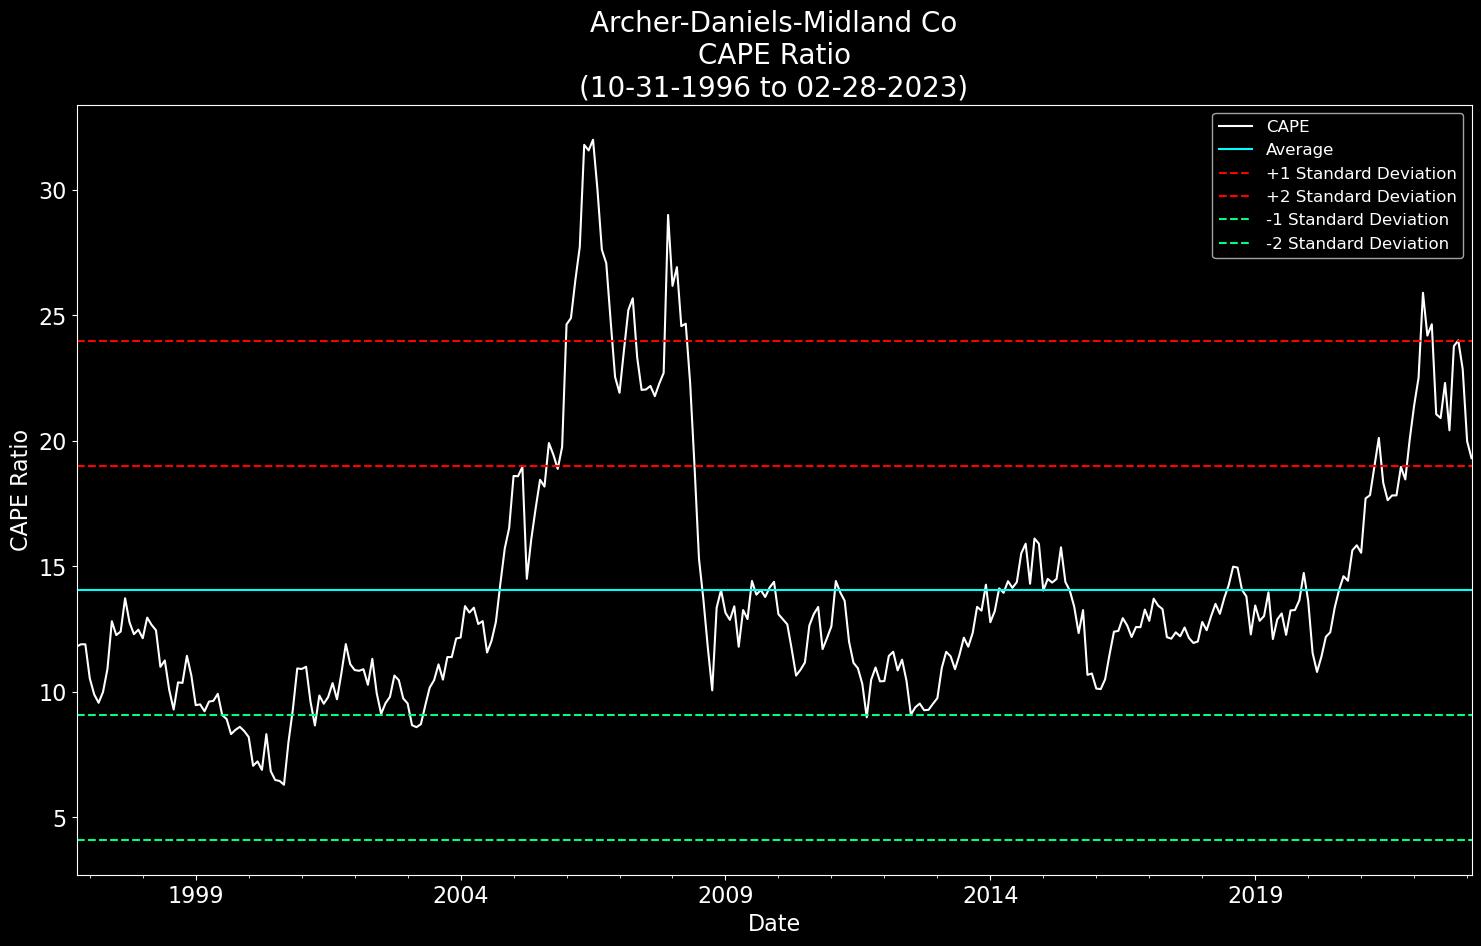 Archer-Daniels-Midland Co
CAPE Ratio
(10-31-1996 to 02-28-2023)
CAPE
Average
+1 Standard Deviation
+2 Standard Deviation
-1 Standard Deviation
-2 Standard Deviation
CAPE Ratio
30
25
20
15
10
5
1999
2004
2009
2014
2019
Date